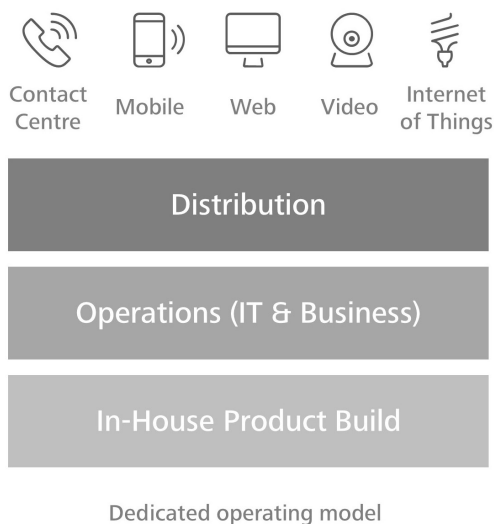 Contact
Centre
Mobile
Web
Video
Internet
of Things
Distribution
Operations (IT & Business)
In-House Product Build
Dedicated operating model